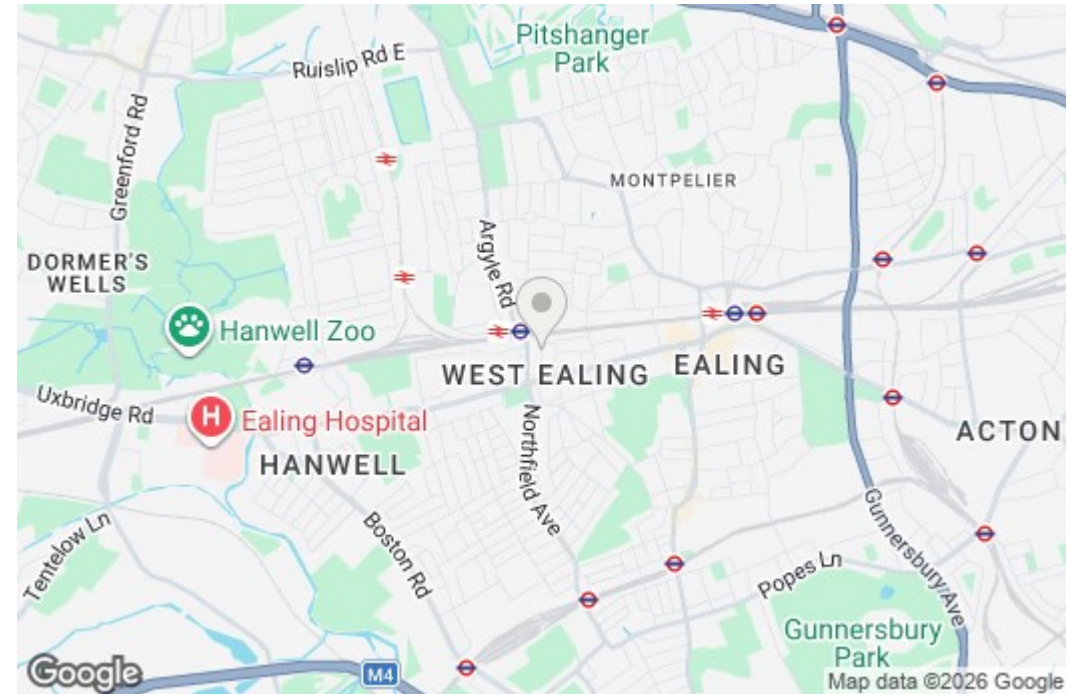 Pitshanger
Park
Ruislip Rd E
Greenford Rd
MONTPELIER
Argyle Rd
DORMER'S
WELLS
Hanwell Zoo
WEST EALING
EALING
Uxbridge Rd
H
Ealing Hospital
ACTON
HANWELL
Northfield Ave
Gunnersbury Ave
Boston Rd
Tentelow Ln
Popes Ln
Gunnersbury
Park
Google
M4
Map data ©2026 Google